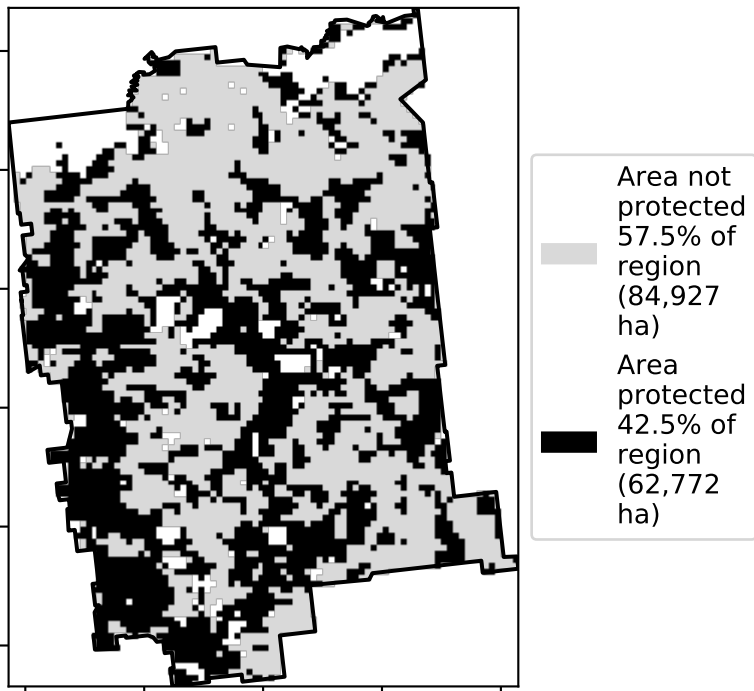 Area not
protected
57.5% of
region
(84,927
ha)
Area
protected
42.5% of
region
(62,772
ha)